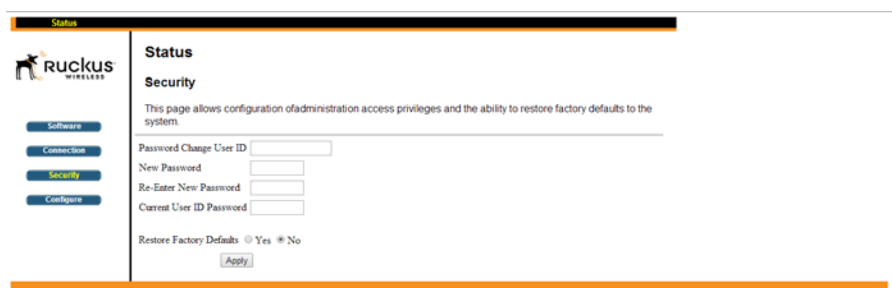 Status
Ruckus
WIRELESS
Software
Connection
Security
Configure
Status
Security
This page allows configuration ofadministration access privileges and the ability to restore factory defaults to the
system.
Password Change User ID
New Password
Re-Enter New Password
Current User ID Password
Restore Factory Defaults Yes No
Apply